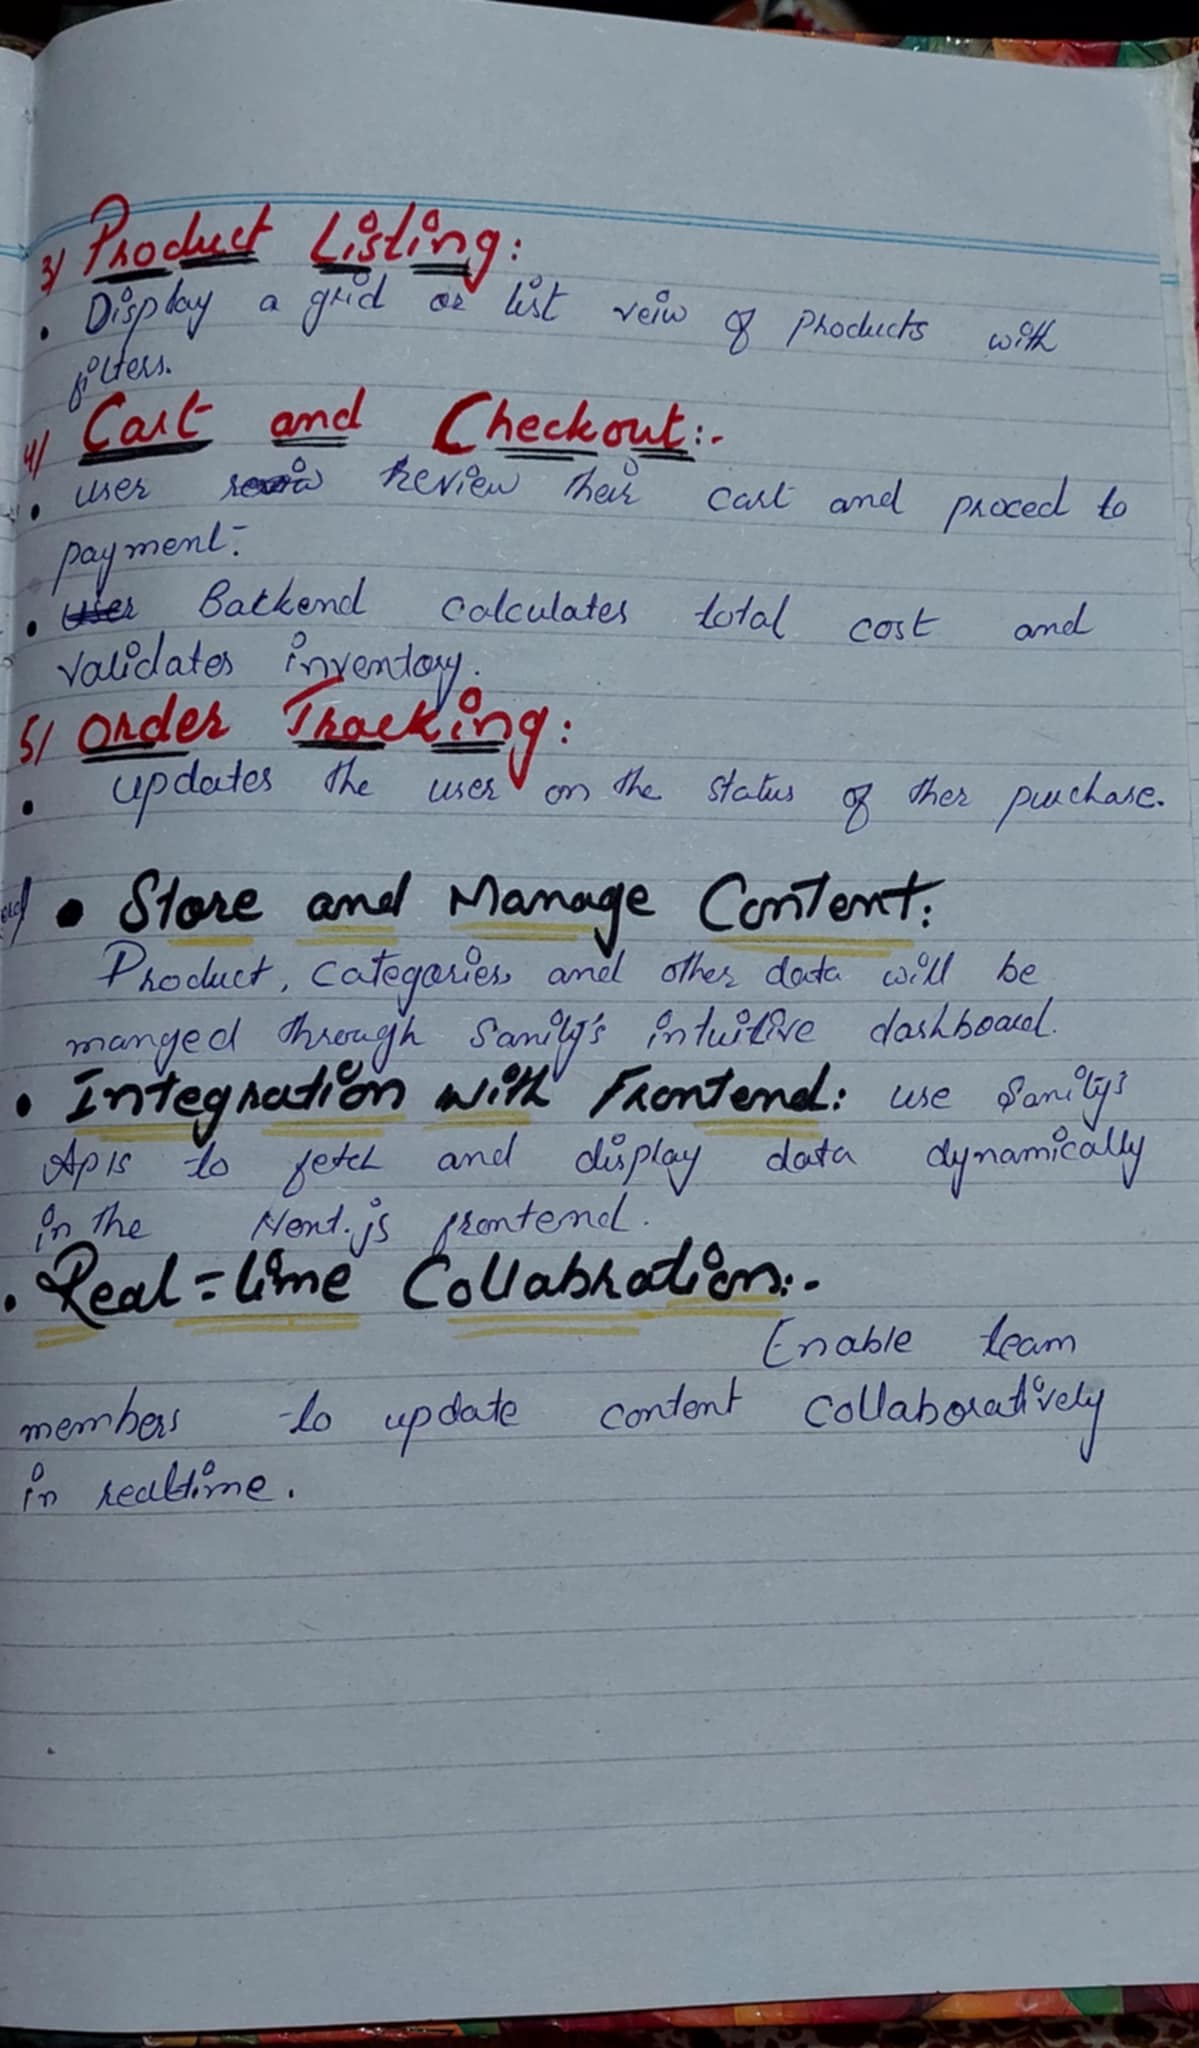 3) Product Listing:
• Display a grid or list veiw of products with
filters.
4) Cart and Checkout:-
• user review their cart and proced to
payment.
• user Backend calculates total cost and
validates inventory.
5) Order Tracking:
• updates the user on the status of ther purchase.
• Store and Manage Content:
Product, categories and other data will be
manged through Sanity's intuitive dashboard.
• Integration with Frontend: use Sanity's
APIs to fetch and display data dynamically
in the Next.js frontend.
• Real-time Collabration:-
Enable team
members to update content collaboratively
in realtime.